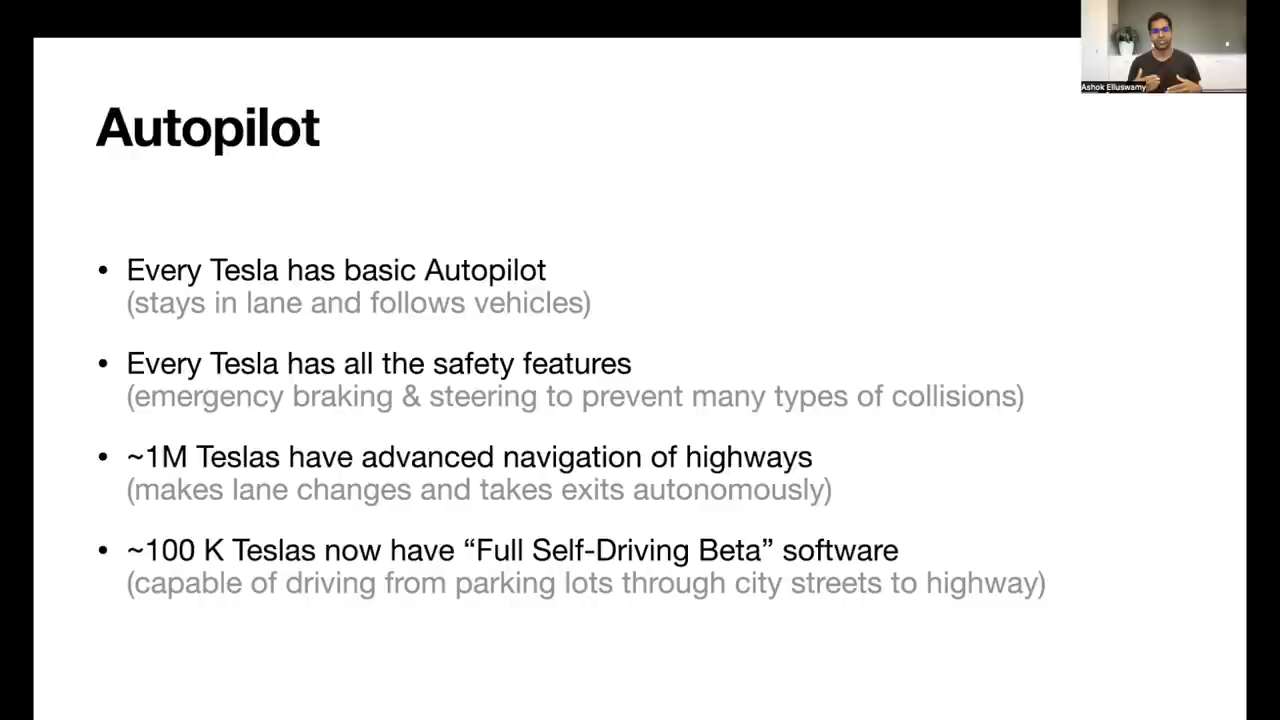 Ashok Elluswamy
Autopilot
• Every Tesla has basic Autopilot
(stays in lane and follows vehicles)
• Every Tesla has all the safety features
(emergency braking & steering to prevent many types of collisions)
• ~1M Teslas have advanced navigation of highways
(makes lane changes and takes exits autonomously)
• ~100 K Teslas now have “Full Self-Driving Beta” software
(capable of driving from parking lots through city streets to highway)